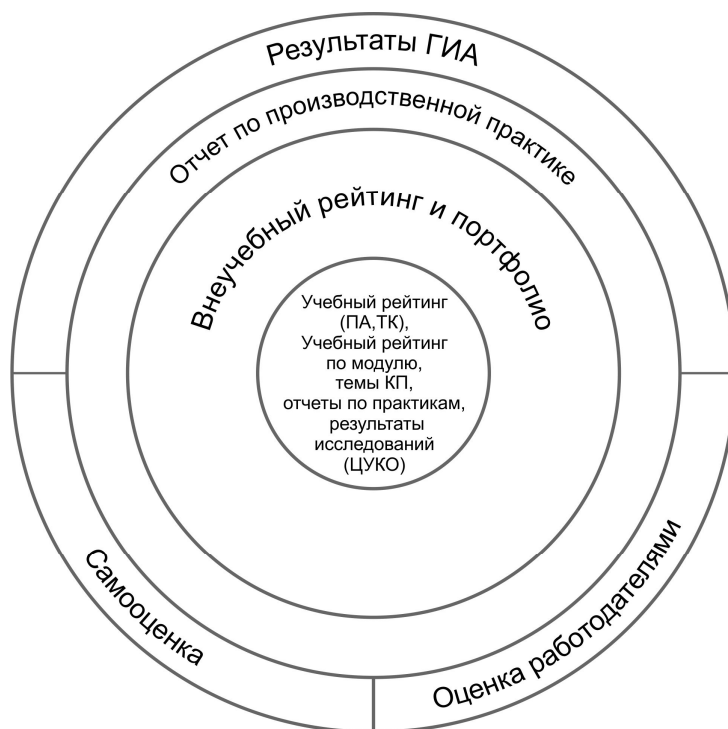 Результаты ГИА
Отчет по производственной практике
Внеучебный рейтинг и портфолио
Учебный рейтинг
(ПА,ТК),
Учебный рейтинг
по модулю,
темы КП,
отчеты по практикам,
результаты
исследований
(ЦУКО)
Самооценка
Оценка работодателями